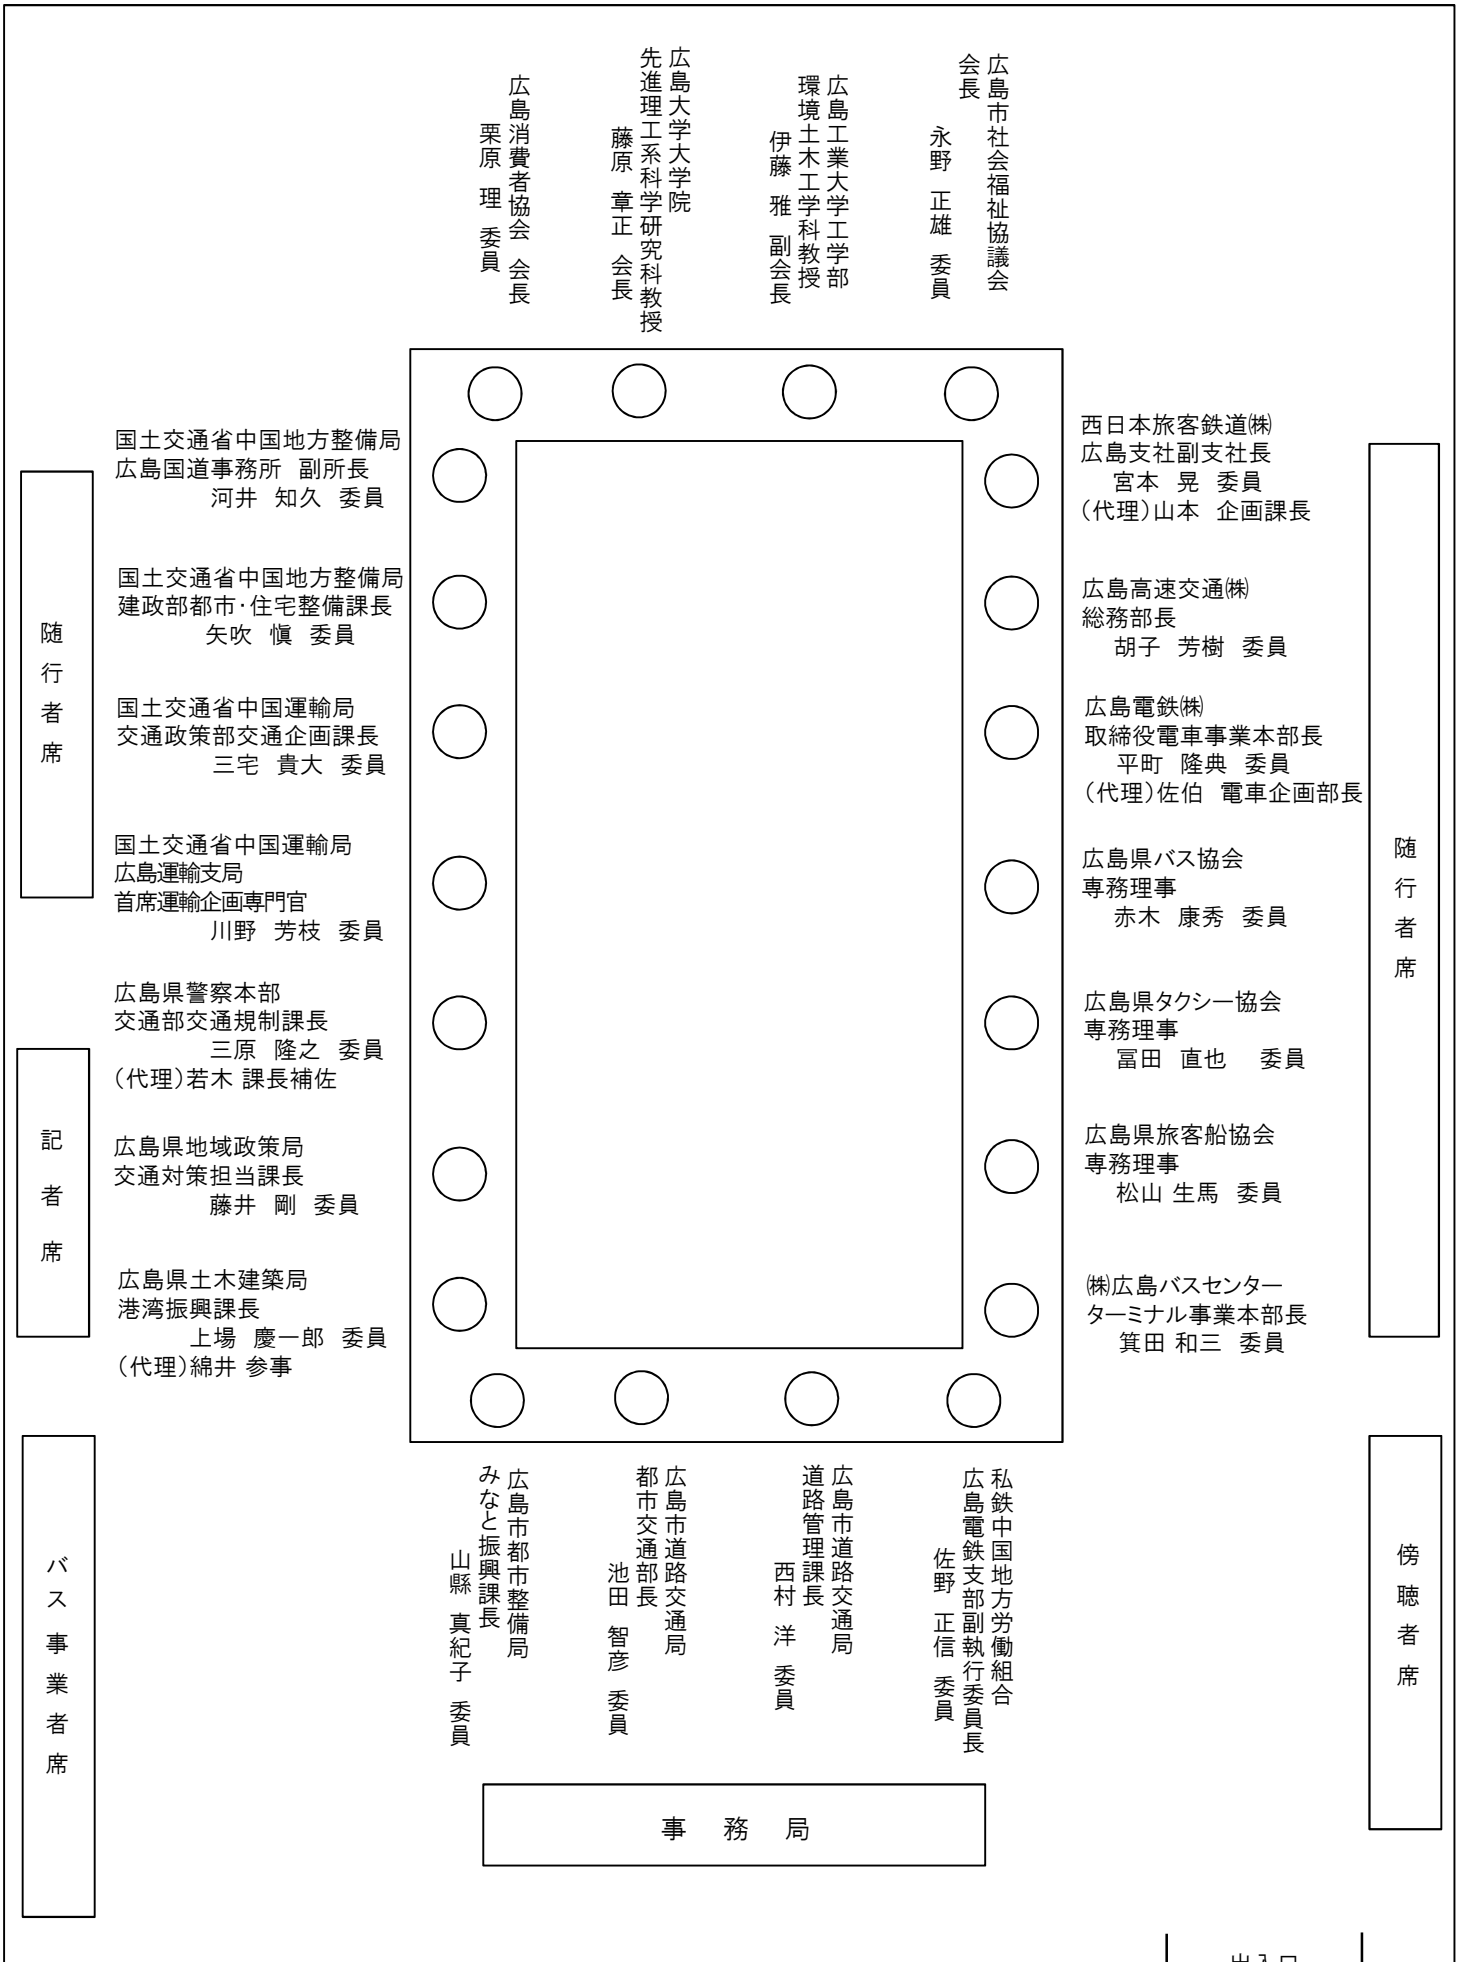 広島市社会福祉協議会
会長
永野 正雄 委員
広島工業大学工学部
環境土木工学科教授
伊藤 雅 副会長
広島大学大学院
先進理工系科学研究科教授
藤原 章正 会長
広島消費者協会 会長
栗原 理 委員
国土交通省中国地方整備局
広島国道事務所 副所長
河井 知久 委員
国土交通省中国地方整備局
建政部都市・住宅整備課長
矢吹 愼 委員
国土交通省中国運輸局
交通政策部交通企画課長
三宅 貴大 委員
国土交通省中国運輸局
広島運輸支局
首席運輸企画専門官
川野 芳枝 委員
広島県警察本部
交通部交通規制課長
三原 隆之 委員
(代理)若木 課長補佐
広島県地域政策局
交通対策担当課長
藤井 剛 委員
広島県土木建築局
港湾振興課長
上場 慶一郎 委員
(代理)綿井 参事
西日本旅客鉄道㈱
広島支社副支社長
宮本 晃 委員
(代理)山本 企画課長
広島高速交通㈱
総務部長
胡子 芳樹 委員
広島電鉄㈱
取締役電車事業本部長
平町 隆典 委員
(代理)佐伯 電車企画部長
広島県バス協会
専務理事
赤木 康秀 委員
広島県タクシー協会
専務理事
冨田 直也 委員
広島県旅客船協会
専務理事
松山 生馬 委員
㈱広島バスセンター
ターミナル事業本部長
箕田 和三 委員
随行者席
記者席
バス事業者席
随行者席
傍聴者席
私鉄中国地方労働組合
広島電鉄支部副執行委員長
佐野 正信 委員
広島市道路交通局
道路管理課長
西村 洋 委員
広島市道路交通局
都市交通部長
池田 智彦 委員
広島市都市整備局
みなと振興課長
山縣 真紀子 委員
事務局
出入口